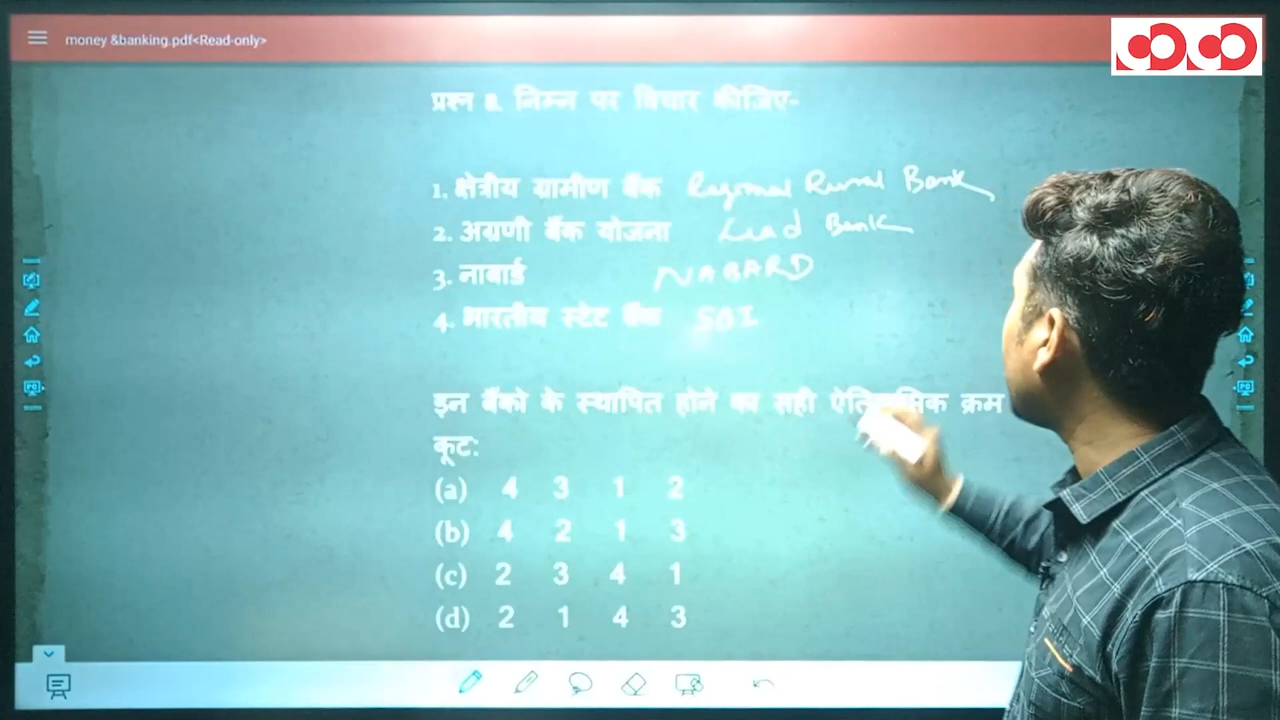 money &banking.pdf<Read-only>
प्रश्न 8. निम्न पर विचार कीजिए-
1. क्षेत्रीय ग्रामीण बैंक Regional Rural Bank
2. अग्रणी बैंक योजना Lead Bank
3. नाबार्ड NABARD
4. भारतीय स्टेट बैंक SBI
इन बैंको के स्थापित होने का सही क्रम
कूट:
(a) 4 3 1 2
(b) 4 2 1 3
(c) 2 3 4 1
(d) 2 1 4 3